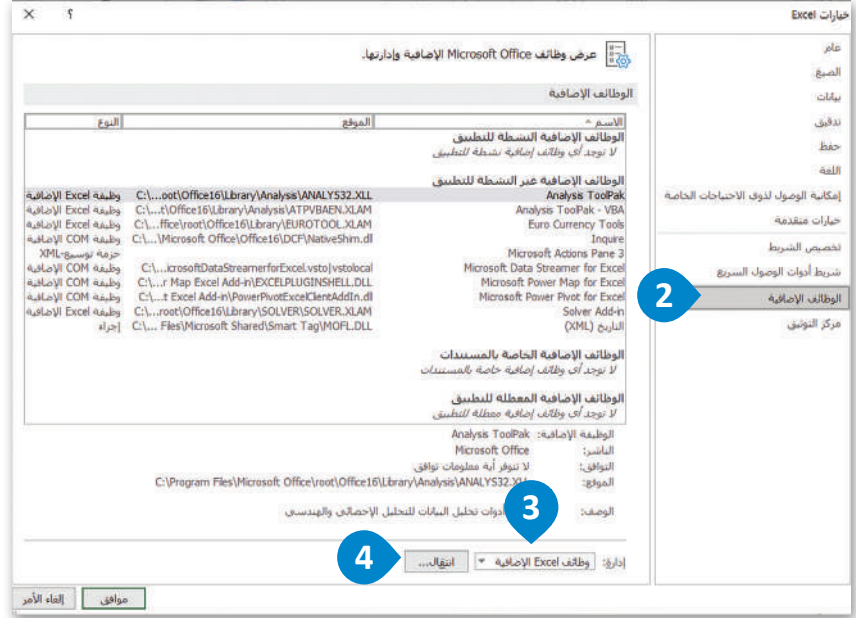 خيارات Excel
؟ ×
عام
الصيغ
بيانات
تدقيق
حفظ
اللغة
إمكانية الوصول لذوي الاحتياجات الخاصة
خيارات متقدمة
تخصيص الشريط
شريط أدوات الوصول السريع
2 الوظائف الإضافية
مركز التوثيق
عرض وظائف Microsoft Office الإضافية وإدارتها.
الوظائف الإضافية
الاسم الموقع النوع
الوظائف الإضافية النشطة للتطبيق
لا توجد أي وظائف إضافية نشطة للتطبيق
الوظائف الإضافية غير النشطة للتطبيق
Analysis ToolPak C:\...oot\Office16\Library\Analysis\ANALYS32.XLL وظيفة Excel الإضافية
Analysis ToolPak - VBA C:\...t\Office16\Library\Analysis\ATPVBAEN.XLAM وظيفة Excel الإضافية
Euro Currency Tools C:\...ffice\root\Office16\Library\EUROTOOL.XLAM وظيفة Excel الإضافية
Inquire C:\...\Microsoft Office\Office16\DCF\NativeShim.dl وظيفة COM الإضافية
Microsoft Actions Pane 3 حزمة توسيع-XML
Microsoft Data Streamer for Excel C:\...icrosoftDataStreamerforExcel.vsto|vstolocal وظيفة COM الإضافية
Microsoft Power Map for Excel C:\...r Map Excel Add-in\EXCELPLUGINSHELL.DLL وظيفة COM الإضافية
Microsoft Power Pivot for Excel C:\...t Excel Add-in\PowerPivotExcelClientAddIn.dl وظيفة COM الإضافية
Solver Add-in C:\...root\Office16\Library\SOLVER\SOLVER.XLAM وظيفة Excel الإضافية
التاريخ (XML) C:\... Files\Microsoft Shared\Smart Tag\MOFL.DLL إجراء
الوظائف الإضافية الخاصة بالمستندات
لا توجد أي وظائف إضافية خاصة بالمستندات
الوظائف الإضافية المعطلة للتطبيق
لا توجد أي وظائف إضافية معطلة للتطبيق
الوظيفة الإضافية: Analysis ToolPak
الناشر: Microsoft Office
التوافق: لا تتوفر أية معلومات توافق
الموقع: C:\Program Files\Microsoft Office\root\Office16\Library\Analysis\ANALYS32.XLL
الوصف: أدوات تحليل البيانات للتحليل الإحصائي والهندسي
3
إدارة: وظائف Excel الإضافية انتقال... 4
موافق إلغاء الأمر